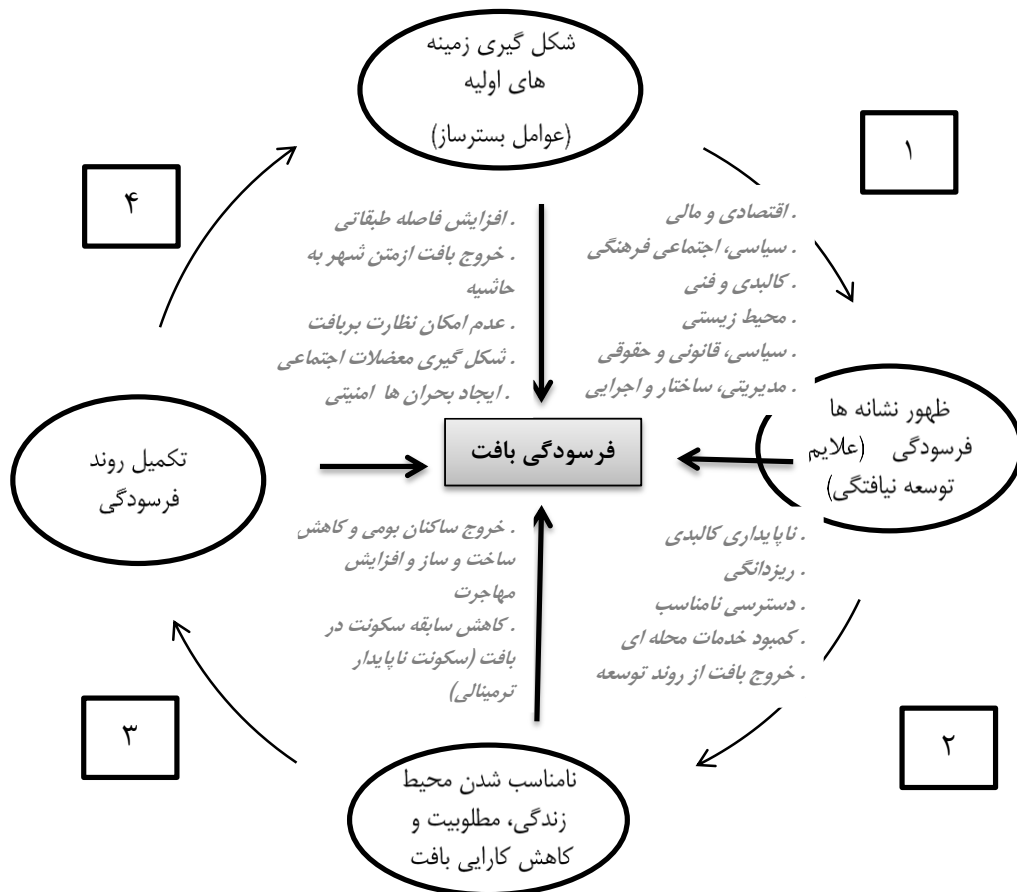 شکل گیری زمینه
های اولیه
(عوامل بسترساز)
۱
۴
. اقتصادی و مالی
. سیاسی، اجتماعی فرهنگی
. کالبدی و فنی
. محیط زیستی
. سیاسی، قانونی و حقوقی
. مدیریتی، ساختار و اجرایی
. افزایش فاصله طبقاتی
. خروج بافت ازمتن شهر به
حاشیه
. عدم امکان نظارت بربافت
. شکل گیری معضلات اجتماعی
. ایجاد بحران ها امنیتی
ظهور نشانه ها
فرسودگی (علایم
توسعه نیافتگی)
فرسودگی بافت
تکمیل روند
فرسودگی
. ناپایداری کالبدی
. ریزدانگی
. دسترسی نامناسب
. کمبود خدمات محله ای
. خروج بافت از روند توسعه
. خروج ساکنان بومی و کاهش
ساخت و ساز و افزایش
مهاجرت
. کاهش سابقه سکونت در
بافت (سکونت ناپایدار
ترمینالی)
۲
۳
نامناسب شدن محیط
زندگی، مطلوبیت و
کاهش کارایی بافت